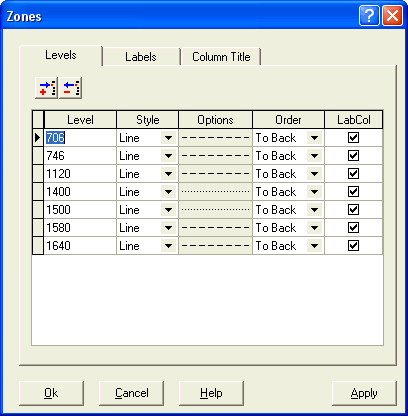 Zones
Levels Labels Column Title
Level Style Options Order LabCol
706 Line To Back
746 Line To Back
1120 Line To Back
1400 Line To Back
1500 Line To Back
1580 Line To Back
1640 Line To Back
Ok Cancel Help Apply